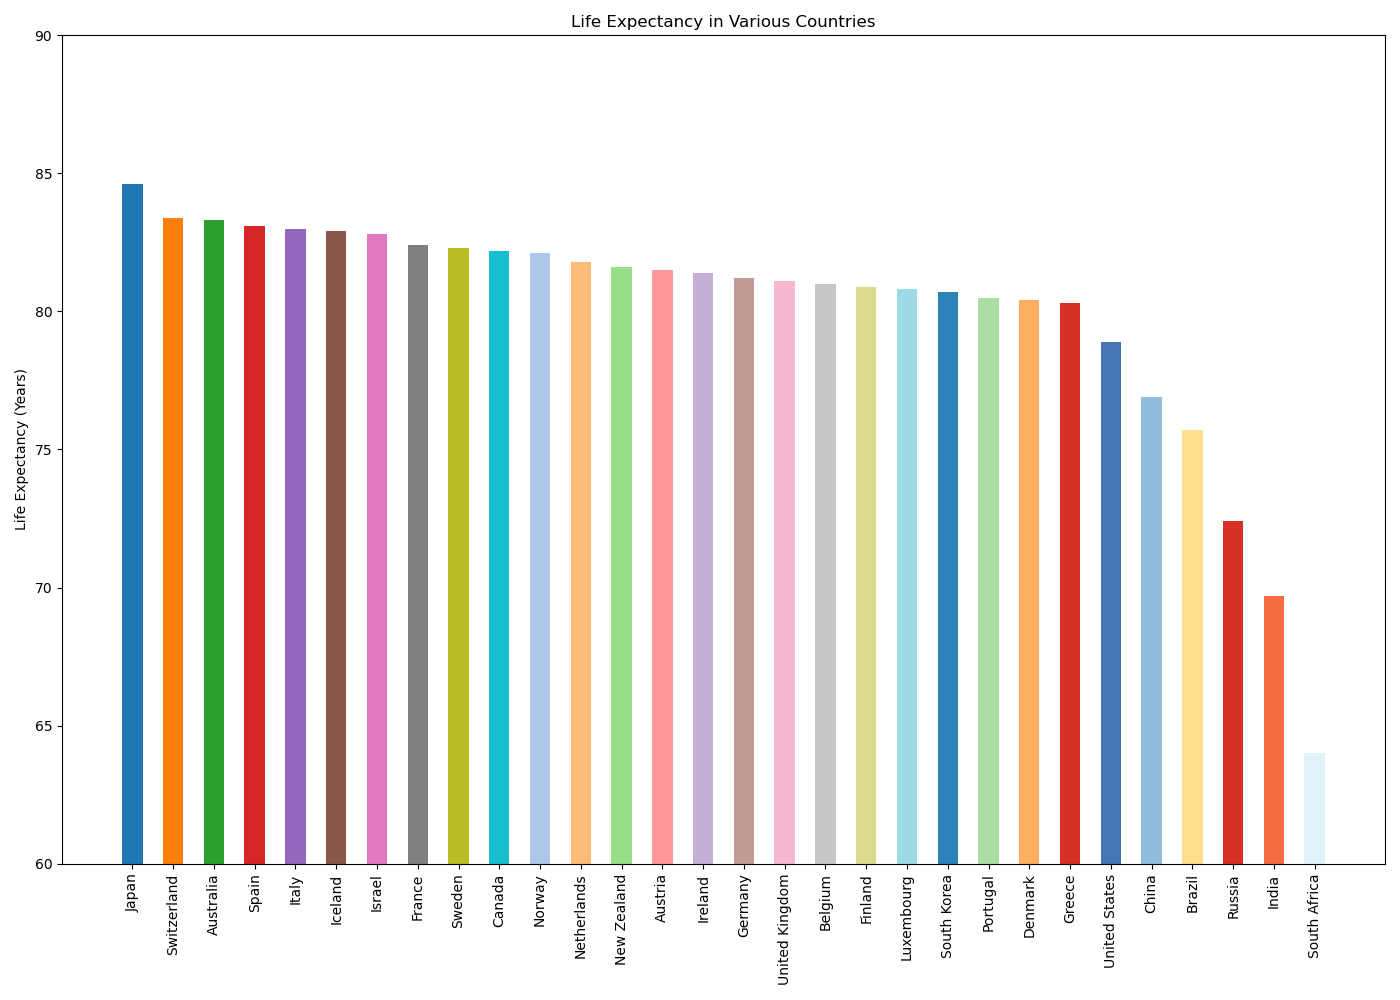 Life Expectancy in Various Countries
Life Expectancy (Years)
90
85
80
75
70
65
60
Japan
Switzerland
Australia
Spain
Italy
Iceland
Israel
France
Sweden
Canada
Norway
Netherlands
New Zealand
Austria
Ireland
Germany
United Kingdom
Belgium
Finland
Luxembourg
South Korea
Portugal
Denmark
Greece
United States
China
Brazil
Russia
India
South Africa